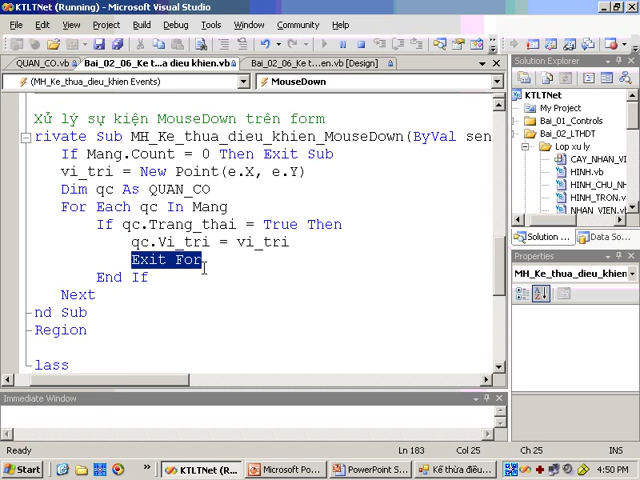 KTLTNet (Running) - Microsoft Visual Studio
File Edit View Project Build Debug Tools Window Community Help
QUAN_CO.vb Bai_02_06_Ke t...a dieu khien.vb Bai_02_06_Ke t...en.vb [Design]
Solution Explorer
(MH_Ke_thua_dieu_khien Events) MouseDown
KTLTNet
My Project
Bai_01_Controls
Bai_02_LTHDT
Lop xu ly
CAY_NHAN_VI
HINH.vb
HINH_CHU_NH
HINH_TRON.v
NHAN_VIEN.vb
Xử lý sự kiện MouseDown trên form
rivate Sub MH_Ke_thua_dieu_khien_MouseDown(ByVal sen
If Mang.Count = 0 Then Exit Sub
vi_tri = New Point(e.X, e.Y)
Dim qc As QUAN_CO
For Each qc In Mang
If qc.Trang_thai = True Then
qc.Vi_tri = vi_tri
Exit For
End If
Next
nd Sub
Region
lass
Solution ... Data So...
Properties
MH_Ke_thua_dieu_khien.v
Immediate Window
Ready Ln 183 Col 25 Ch 25 INS
Start KTLTNet (R... Microsoft Po... PowerPoint S... Kế thừa điều... 4:50 PM